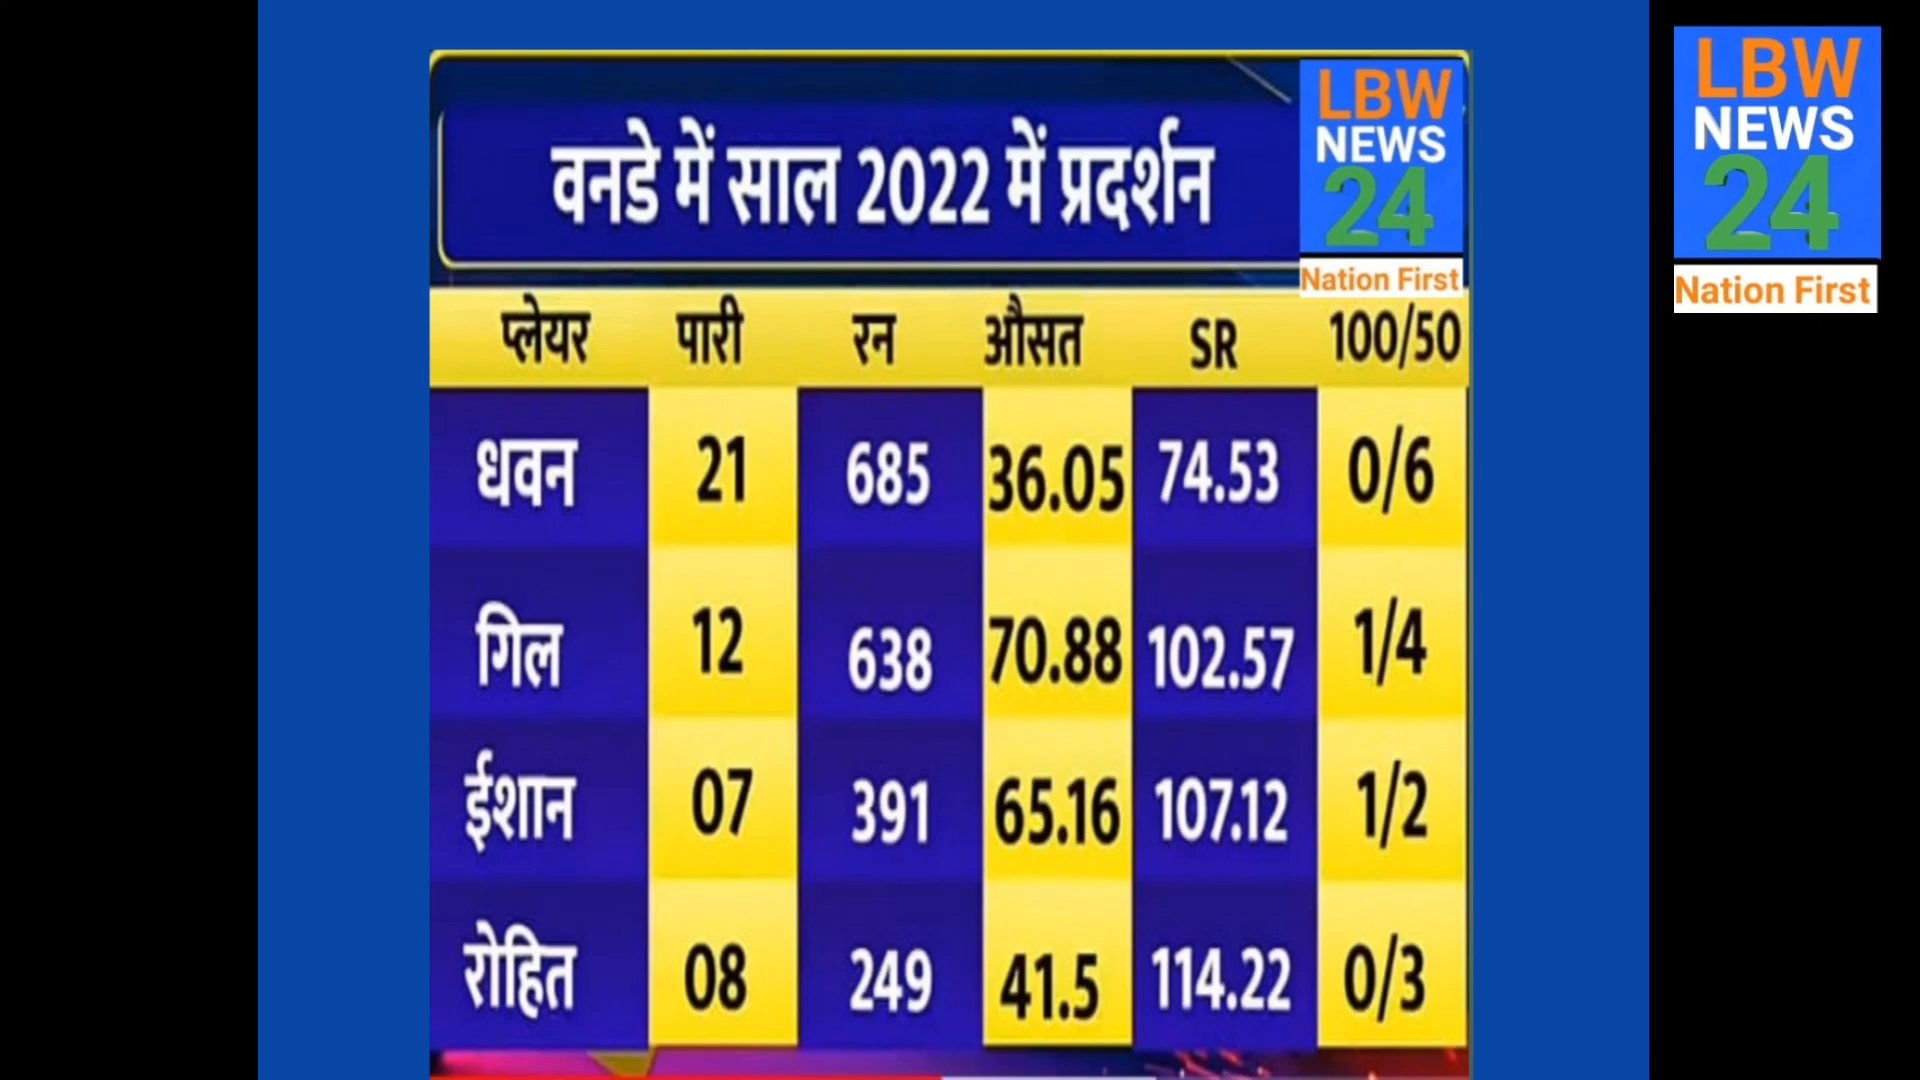 वनडे में साल 2022 में प्रदर्शन
LBW
NEWS
24
Nation First
LBW
NEWS
24
Nation First
प्लेयर पारी रन औसत SR 100/50
धवन 21 685 36.05 74.53 0/6
गिल 12 638 70.88 102.57 1/4
ईशान 07 391 65.16 107.12 1/2
रोहित 08 249 41.5 114.22 0/3